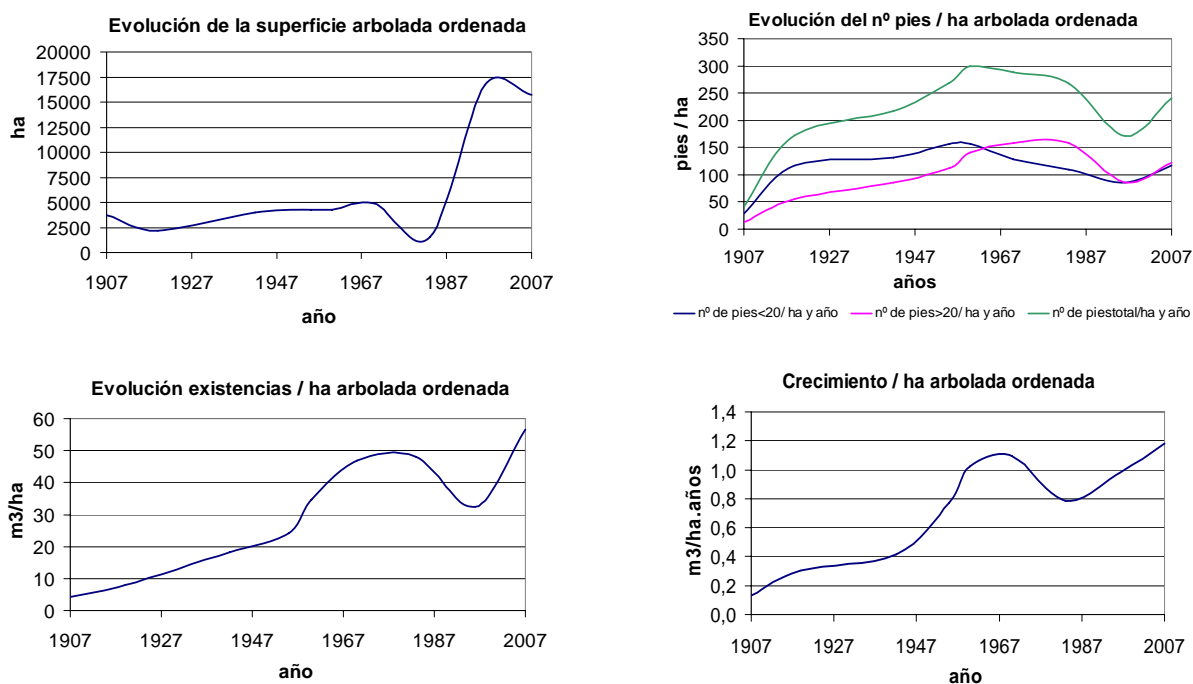 Evolución de la superficie arbolada ordenada
20000
17500
15000
12500
10000
7500
5000
2500
0
ha
1907 1927 1947 1967 1987 2007
año
Evolución del nº pies / ha arbolada ordenada
350
300
250
200
150
100
50
0
pies / ha
1907 1927 1947 1967 1987 2007
años
nº de pies<20/ ha y año nº de pies>20/ ha y año nº de piestotal/ha y año
Evolución existencias / ha arbolada ordenada
60
50
40
30
20
10
0
m3/ha
1907 1927 1947 1967 1987 2007
año
Crecimiento / ha arbolada ordenada
1,4
1,2
1,0
0,8
0,6
0,4
0,2
0,0
m3/ha.años
1907 1927 1947 1967 1987 2007
año